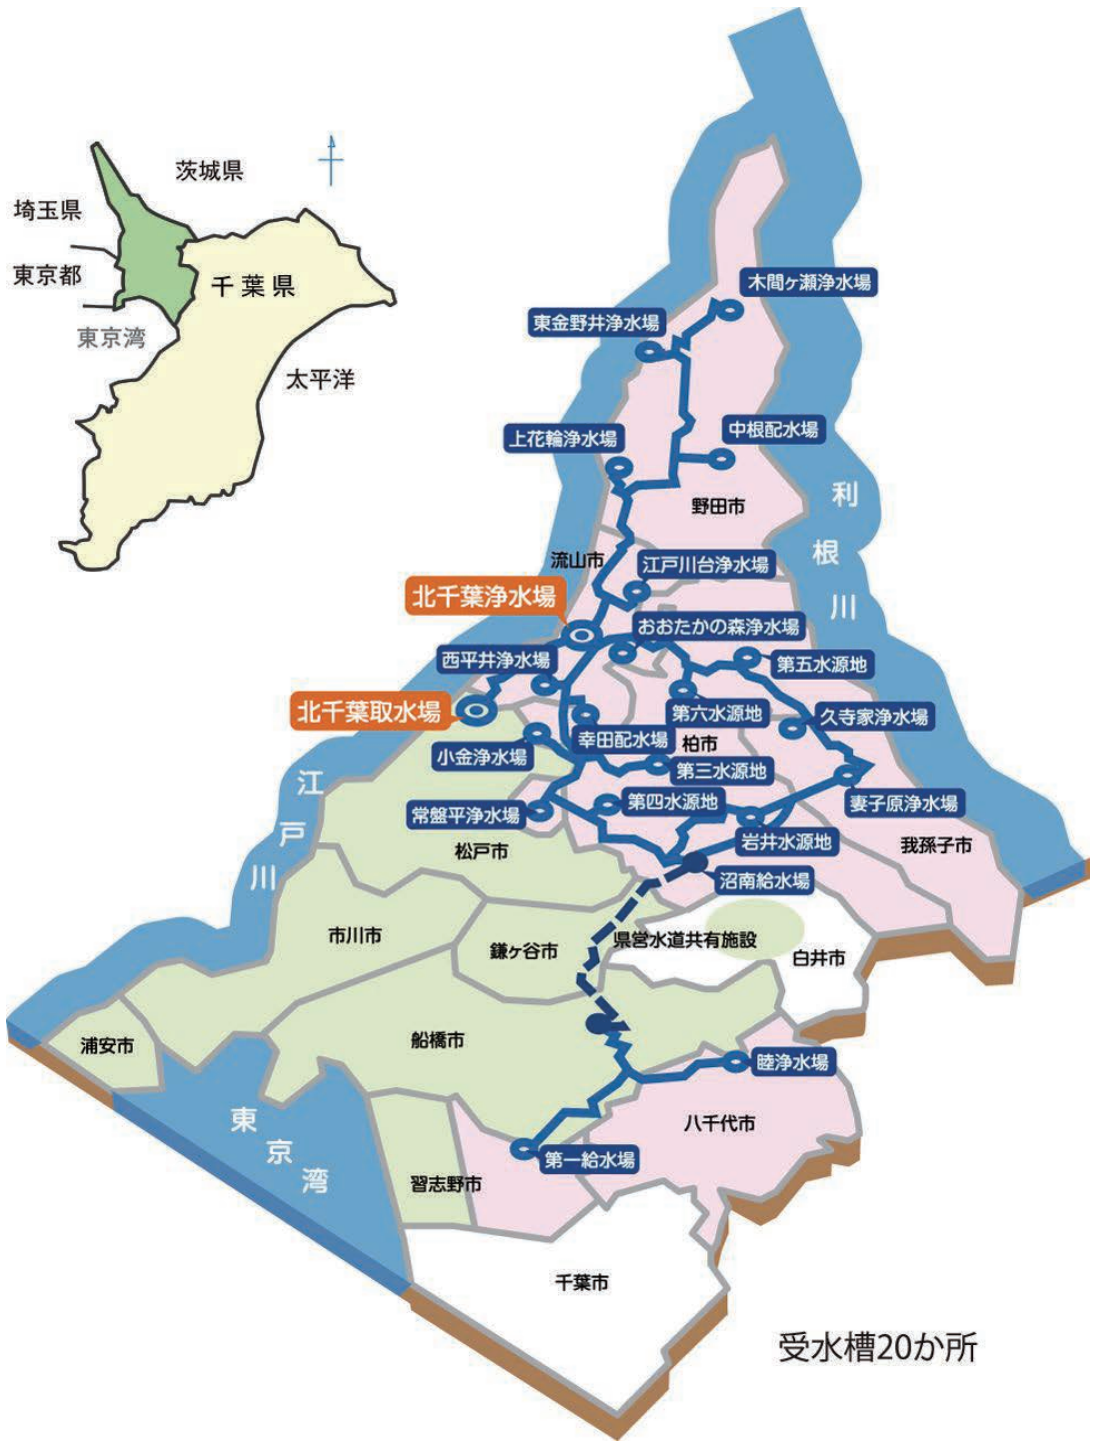 茨城県
埼玉県
東京都
千葉県
東京湾
太平洋
木間ヶ瀬浄水場
東金野井浄水場
中根配水場
上花輪浄水場
利根川
野田市
流山市
江戸川台浄水場
北千葉浄水場
おおたかの森浄水場
西平井浄水場
第五水源地
北千葉取水場
第六水源地
久寺家浄水場
幸田配水場
柏市
小金浄水場
第三水源地
江戸川
第四水源地
妻子原浄水場
常盤平浄水場
岩井水源地
我孫子市
松戸市
沼南給水場
市川市
県営水道共有施設
鎌ヶ谷市
白井市
船橋市
浦安市
睦浄水場
東京湾
八千代市
第一給水場
習志野市
千葉市
受水槽20か所